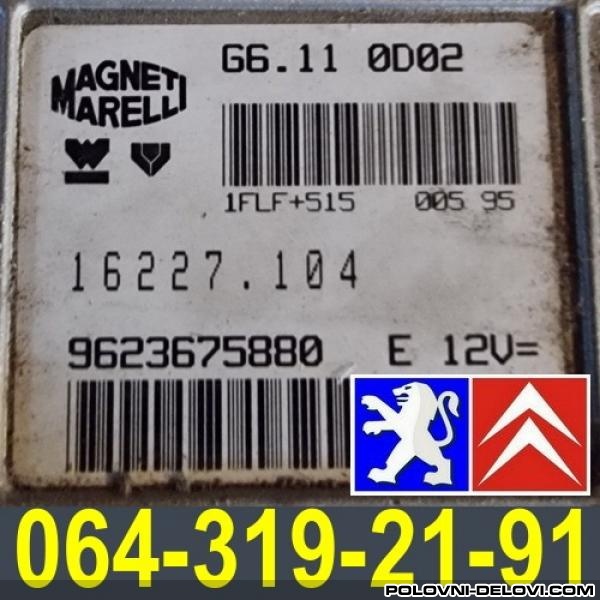 MAGNETI
MARELLI
G6.11 0D02
1FLF+515 005 95
16227.104
9623675880 E 12V=
064-319-21-91
POLOVNI-DELOVI.COM